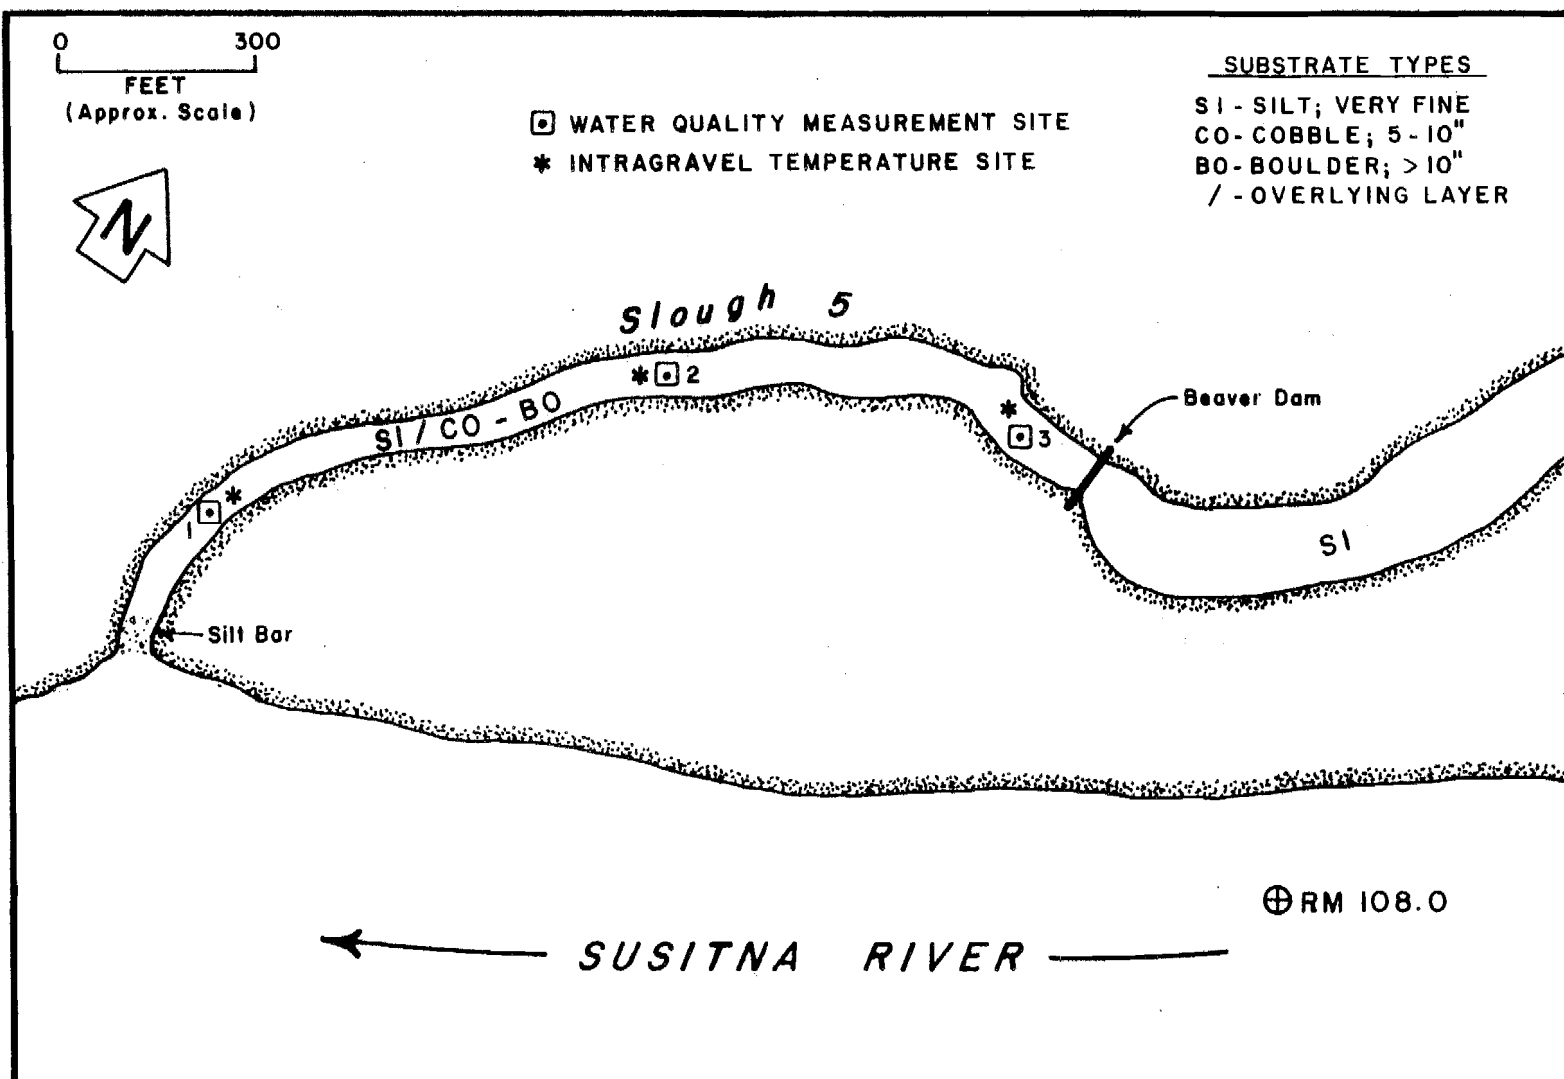 0 300
FEET
(Approx. Scale)
N
WATER QUALITY MEASUREMENT SITE
* INTRAGRAVEL TEMPERATURE SITE
SUBSTRATE TYPES
SI - SILT; VERY FINE
CO-COBBLE; 5-10"
BO-BOULDER; >10"
/ -OVERLYING LAYER
Slough 5
* 2
Beaver Dam
SI / CO - BO
*
3
*
1
SI
Silt Bar
RM 108.0
SUSITNA RIVER